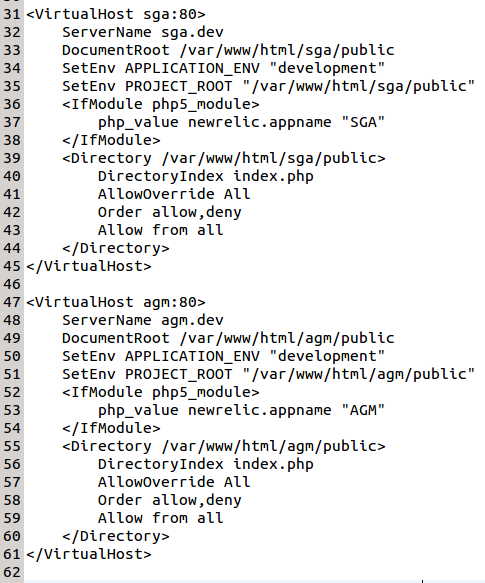 31 <VirtualHost sga:80>
32     ServerName sga.dev
33     DocumentRoot /var/www/html/sga/public
34     SetEnv APPLICATION_ENV "development"
35     SetEnv PROJECT_ROOT "/var/www/html/sga/public"
36     <IfModule php5_module>
37         php_value newrelic.appname "SGA"
38     </IfModule>
39     <Directory /var/www/html/sga/public>
40         DirectoryIndex index.php
41         AllowOverride All
42         Order allow,deny
43         Allow from all
44     </Directory>
45 </VirtualHost>
46
47 <VirtualHost agm:80>
48     ServerName agm.dev
49     DocumentRoot /var/www/html/agm/public
50     SetEnv APPLICATION_ENV "development"
51     SetEnv PROJECT_ROOT "/var/www/html/agm/public"
52     <IfModule php5_module>
53         php_value newrelic.appname "AGM"
54     </IfModule>
55     <Directory /var/www/html/agm/public>
56         DirectoryIndex index.php
57         AllowOverride All
58         Order allow,deny
59         Allow from all
60     </Directory>
61 </VirtualHost>
62